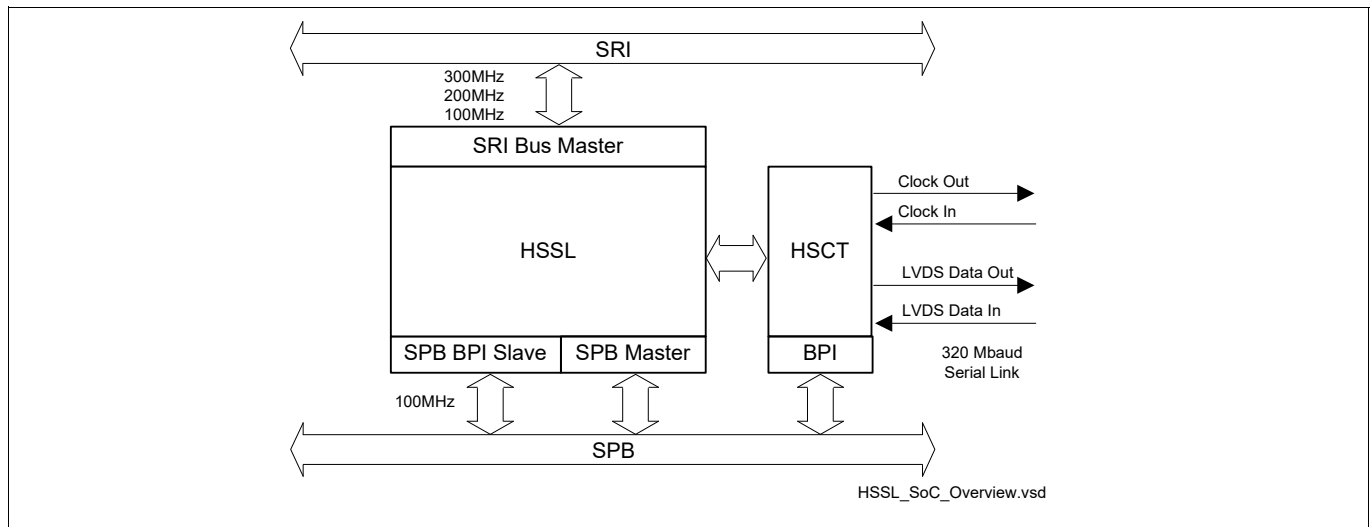 SRI
300MHz
200MHz
100MHz
SRI Bus Master
HSSL
HSCT
Clock Out
Clock In
LVDS Data Out
LVDS Data In
SPB BPI Slave
SPB Master
BPI
320 Mbaud
Serial Link
100MHz
SPB
HSSL_SoC_Overview.vsd